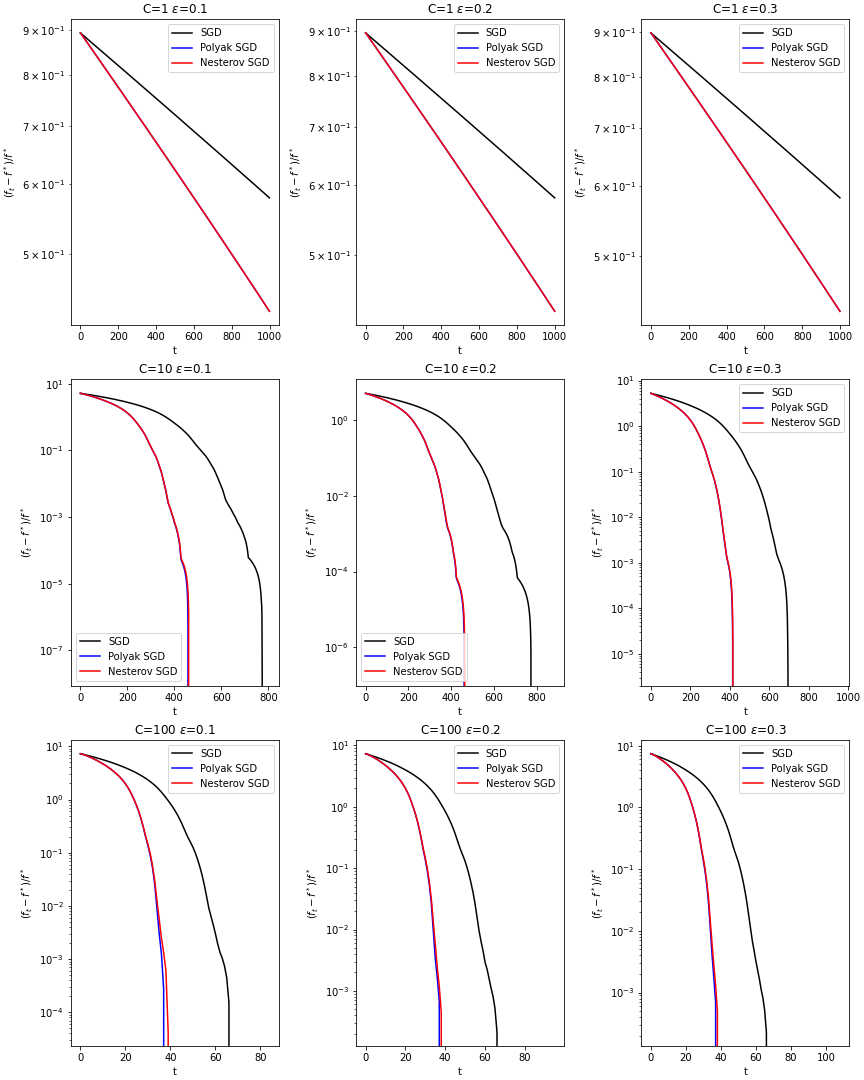 C=1 ε=0.1
SGD
Polyak SGD
Nesterov SGD
9 × 10⁻¹
8 × 10⁻¹
7 × 10⁻¹
6 × 10⁻¹
5 × 10⁻¹
(f_t − f*)/f*
0 200 400 600 800 1000
t
C=1 ε=0.2
SGD
Polyak SGD
Nesterov SGD
9 × 10⁻¹
8 × 10⁻¹
7 × 10⁻¹
6 × 10⁻¹
5 × 10⁻¹
(f_t − f*)/f*
0 200 400 600 800 1000
t
C=1 ε=0.3
SGD
Polyak SGD
Nesterov SGD
9 × 10⁻¹
8 × 10⁻¹
7 × 10⁻¹
6 × 10⁻¹
5 × 10⁻¹
(f_t − f*)/f*
0 200 400 600 800 1000
t
C=10 ε=0.1
10¹
10⁻¹
10⁻³
10⁻⁵
10⁻⁷
(f_t − f*)/f*
SGD
Polyak SGD
Nesterov SGD
0 200 400 600 800
t
C=10 ε=0.2
10⁰
10⁻²
10⁻⁴
10⁻⁶
(f_t − f*)/f*
SGD
Polyak SGD
Nesterov SGD
0 200 400 600 800
t
C=10 ε=0.3
SGD
Polyak SGD
Nesterov SGD
10¹
10⁰
10⁻¹
10⁻²
10⁻³
10⁻⁴
10⁻⁵
(f_t − f*)/f*
0 200 400 600 800 1000
t
C=100 ε=0.1
SGD
Polyak SGD
Nesterov SGD
10¹
10⁰
10⁻¹
10⁻²
10⁻³
10⁻⁴
(f_t − f*)/f*
0 20 40 60 80
t
C=100 ε=0.2
SGD
Polyak SGD
Nesterov SGD
10¹
10⁰
10⁻¹
10⁻²
10⁻³
(f_t − f*)/f*
0 20 40 60 80
t
C=100 ε=0.3
SGD
Polyak SGD
Nesterov SGD
10¹
10⁰
10⁻¹
10⁻²
10⁻³
(f_t − f*)/f*
0 20 40 60 80 100
t